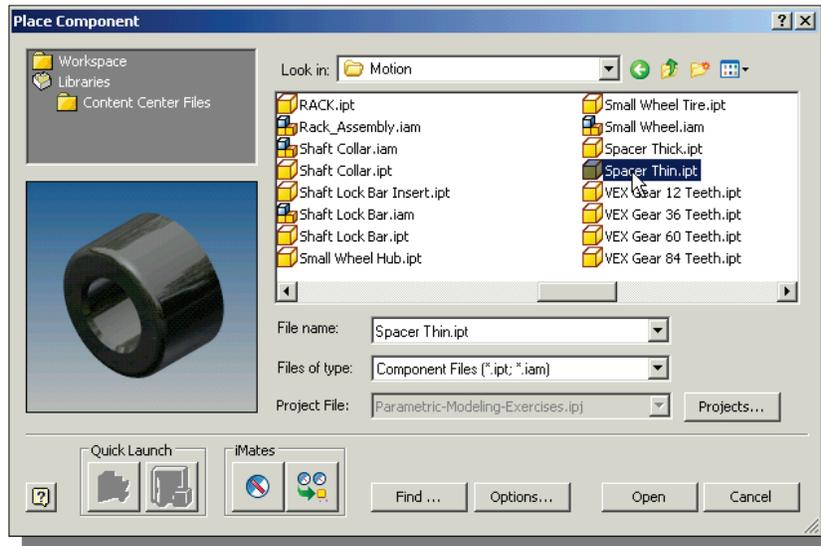 Place Component
Workspace
Libraries
Content Center Files
Look in: Motion
RACK.ipt
Rack_Assembly.iam
Shaft Collar.iam
Shaft Collar.ipt
Shaft Lock Bar Insert.ipt
Shaft Lock Bar.iam
Shaft Lock Bar.ipt
Small Wheel Hub.ipt
Small Wheel Tire.ipt
Small Wheel.iam
Spacer Thick.ipt
Spacer Thin.ipt
VEX Gear 12 Teeth.ipt
VEX Gear 36 Teeth.ipt
VEX Gear 60 Teeth.ipt
VEX Gear 84 Teeth.ipt
File name: Spacer Thin.ipt
Files of type: Component Files (*.ipt; *.iam)
Project File: Parametric-Modeling-Exercises.ipj Projects...
Quick Launch iMates
Find ... Options... Open Cancel